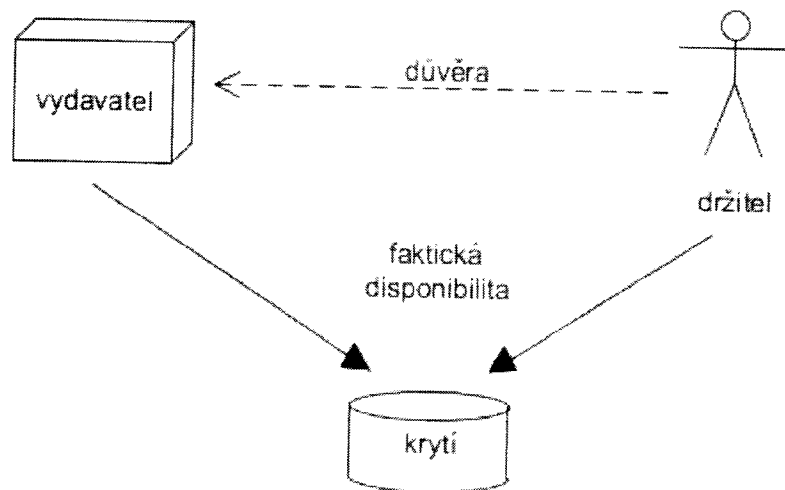 důvěra
vydavatel
držitel
faktická
disponibilita
krytí